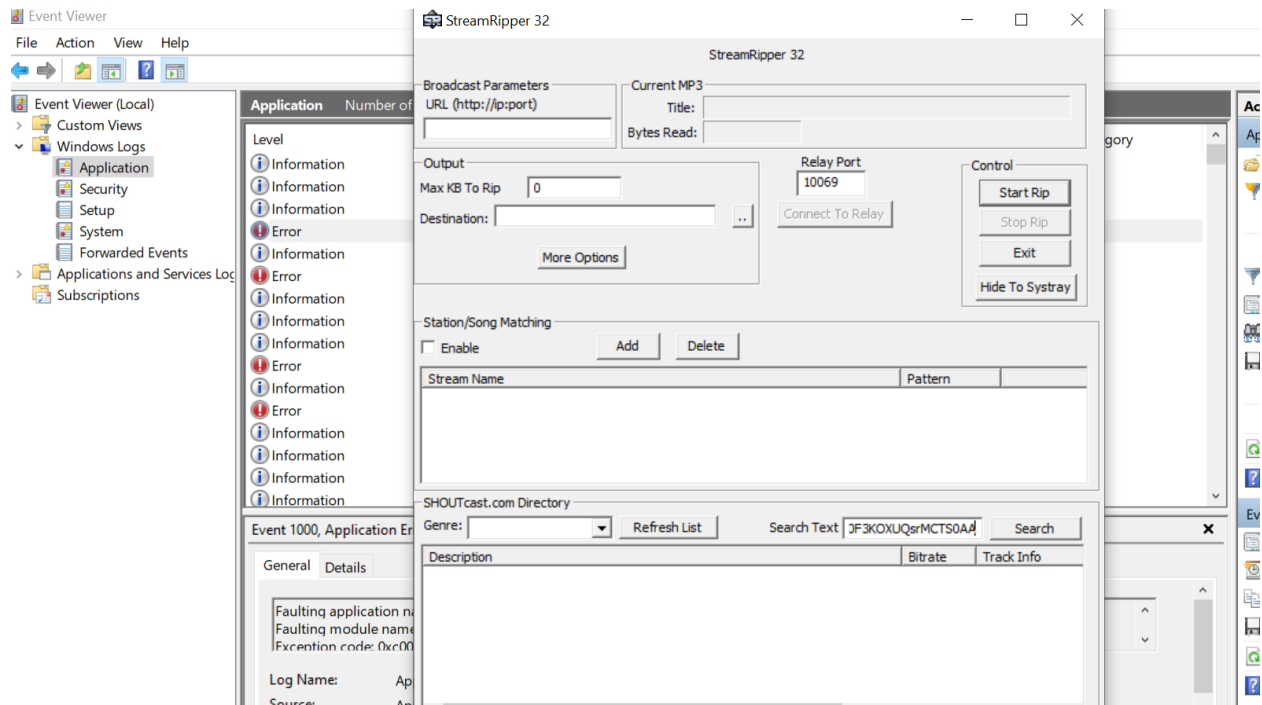 Event Viewer
File Action View Help
Event Viewer (Local)
Custom Views
Windows Logs
Application
Security
Setup
System
Forwarded Events
Applications and Services
Subscriptions
Application Number of
Level
Information
Information
Information
Error
Information
Error
Information
Information
Information
Error
Information
Error
Information
Information
Information
Information
Event 1000, Application
General Details
Faulting application
Faulting module name
Exception code: 0xc00
Log Name:
Source:
StreamRipper 32
StreamRipper 32
Broadcast Parameters
URL (http://ip:port)
Current MP3
Title:
Bytes Read:
Output
Max KB To Rip 0
Destination: ..
More Options
Relay Port
10069
Connect To Relay
Control
Start Rip
Stop Rip
Exit
Hide To Systray
Station/Song Matching
Enable Add Delete
Stream Name Pattern
SHOUTcast.com Directory
Genre: Refresh List Search Text Search
Description Bitrate Track Info